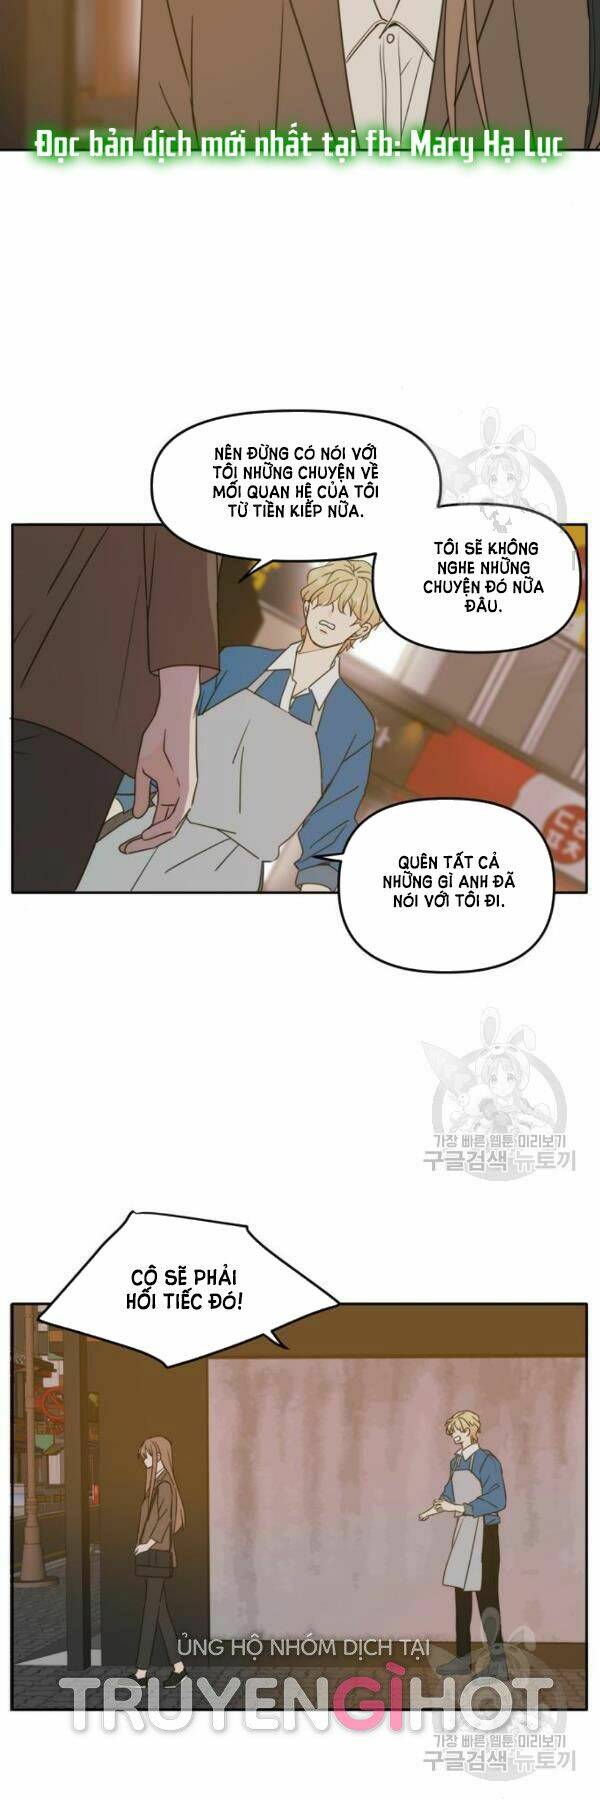 Đọc bản dịch mới nhất tại fb: Mary Hạ Lục
NÊN ĐỪNG CÓ NÓI VỚI
TÔI NHỮNG CHUYỆN VỀ
MỐI QUAN HỆ CỦA TÔI
TỪ TIỀN KIẾP NỮA.
TÔI SẼ KHÔNG
NGHE NHỮNG
CHUYỆN ĐÓ NỮA
ĐÂU.
QUÊN TẤT CẢ
NHỮNG GÌ ANH ĐÃ
NÓI VỚI TÔI ĐI.
가장 빠른 웹툰 미리보기
구글검색 뉴토끼
CÔ SẼ PHẢI
HỐI TIẾC ĐÓ!
ỦNG HỘ NHÓM DỊCH TẠI
TRUYENGIHOT
가장 빠른 웹툰 미리보기
구글검색 뉴토끼